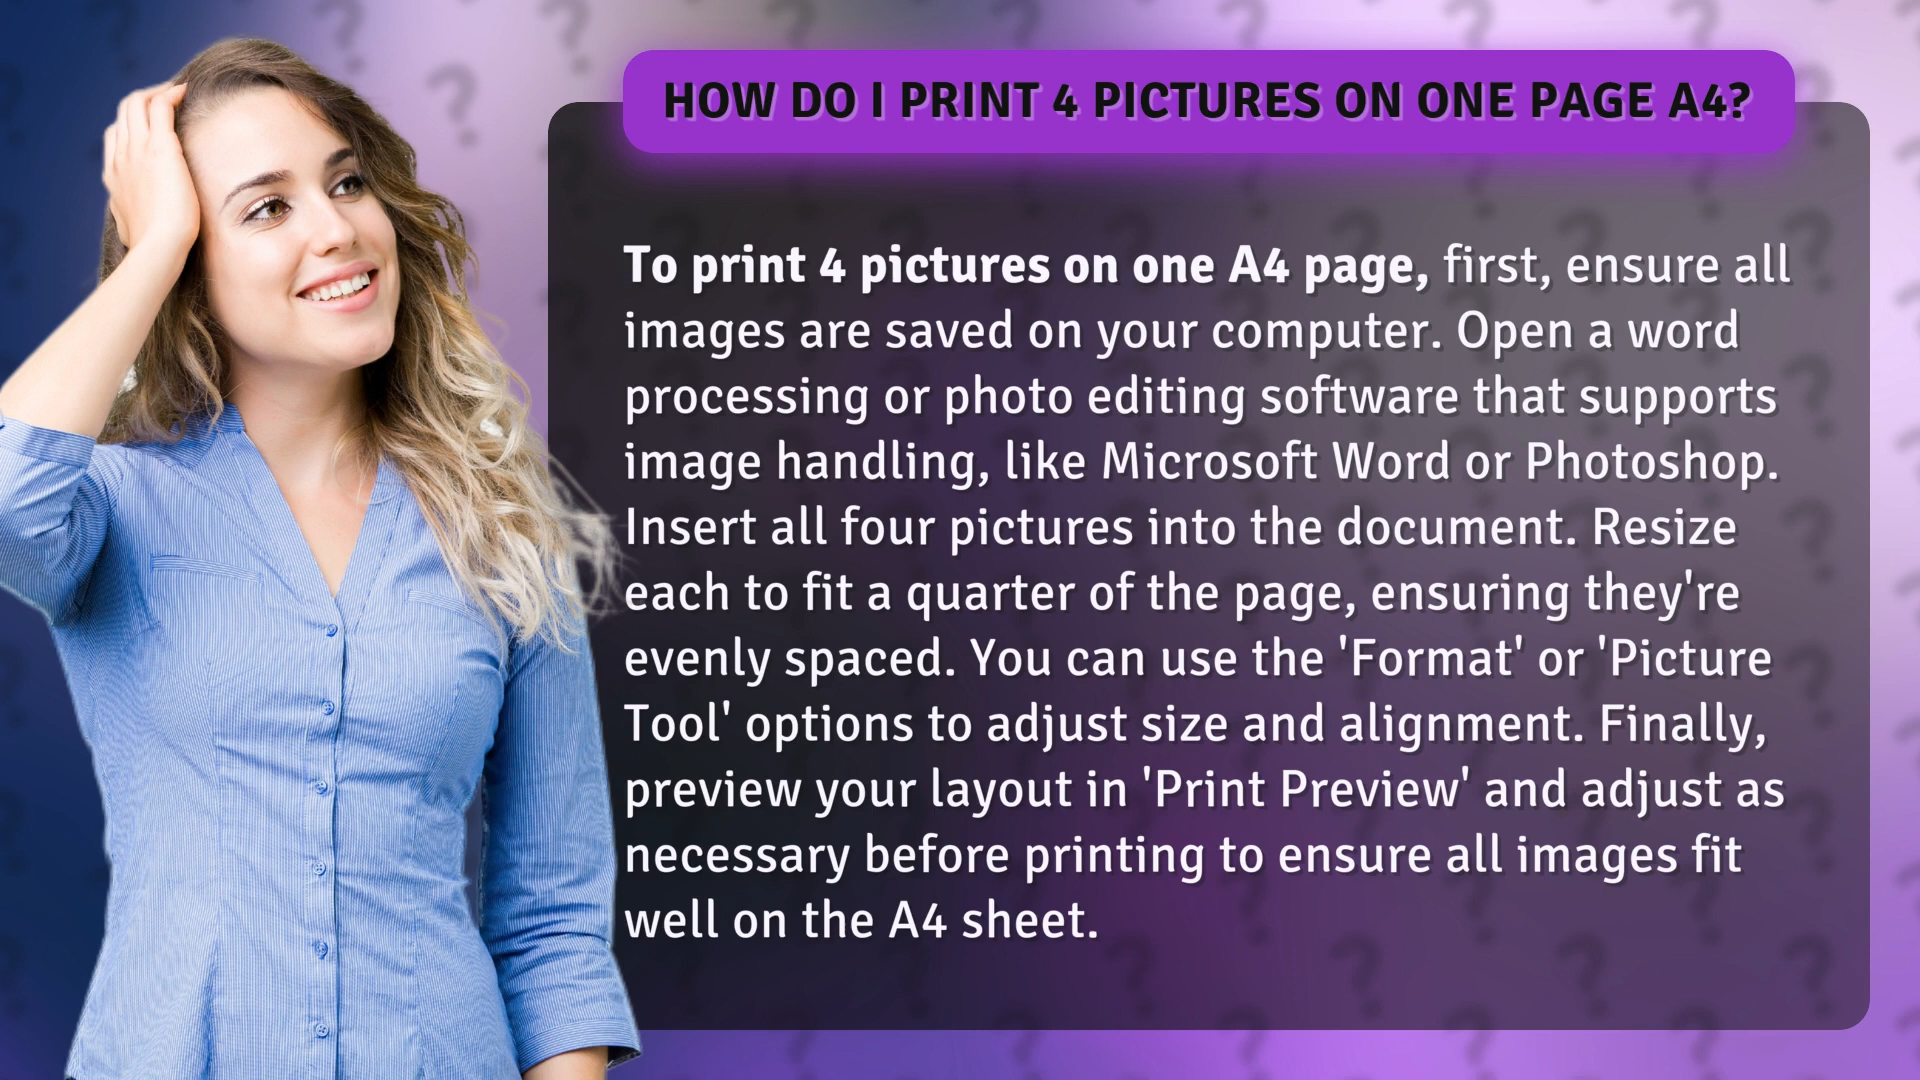 HOW DO I PRINT 4 PICTURES ON ONE PAGE A4?
To print 4 pictures on one A4 page, first, ensure all
images are saved on your computer. Open a word
processing or photo editing software that supports
image handling, like Microsoft Word or Photoshop.
Insert all four pictures into the document. Resize
each to fit a quarter of the page, ensuring they're
evenly spaced. You can use the 'Format' or 'Picture
Tool' options to adjust size and alignment. Finally,
preview your layout in 'Print Preview' and adjust as
necessary before printing to ensure all images fit
well on the A4 sheet.